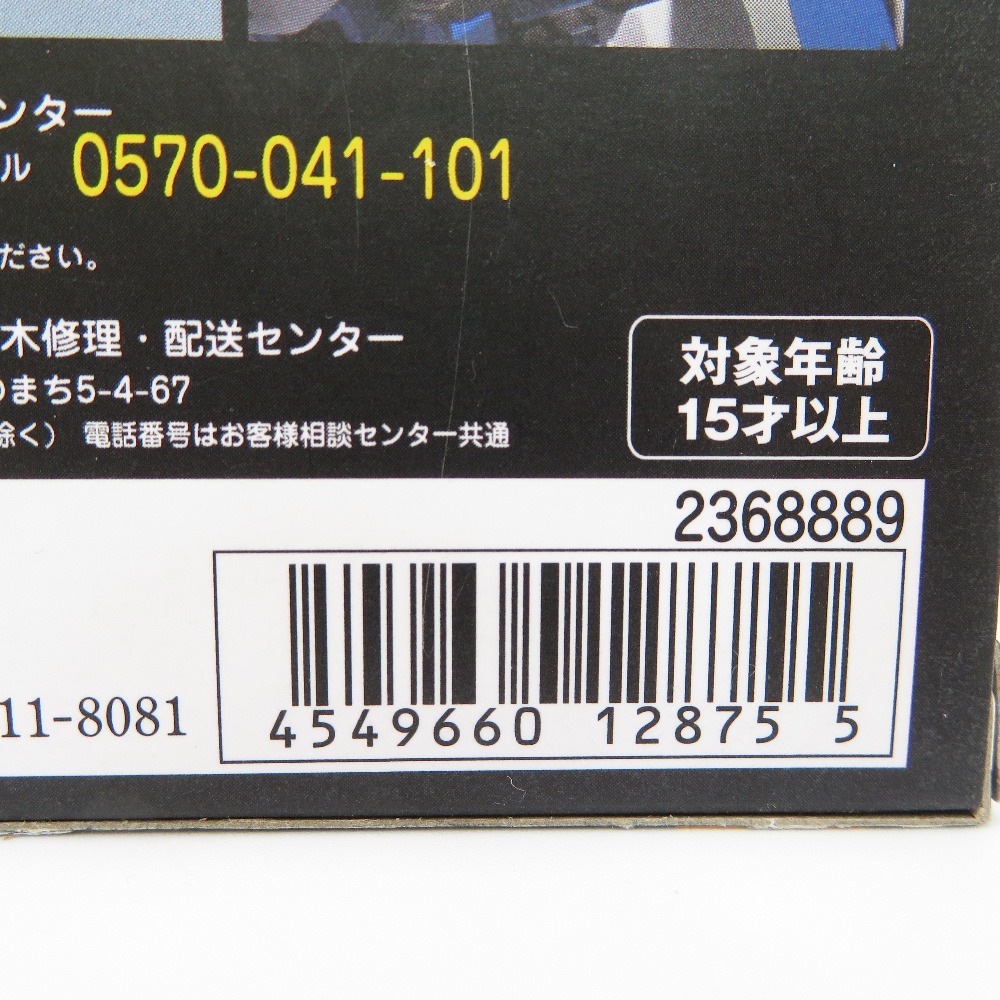 ンター
ル 0570-041-101
ださい。
木修理・配送センター
まち5-4-67
除く） 電話番号はお客様相談センター共通
対象年齢
15才以上
2368889
11-8081
4549660 12875 5